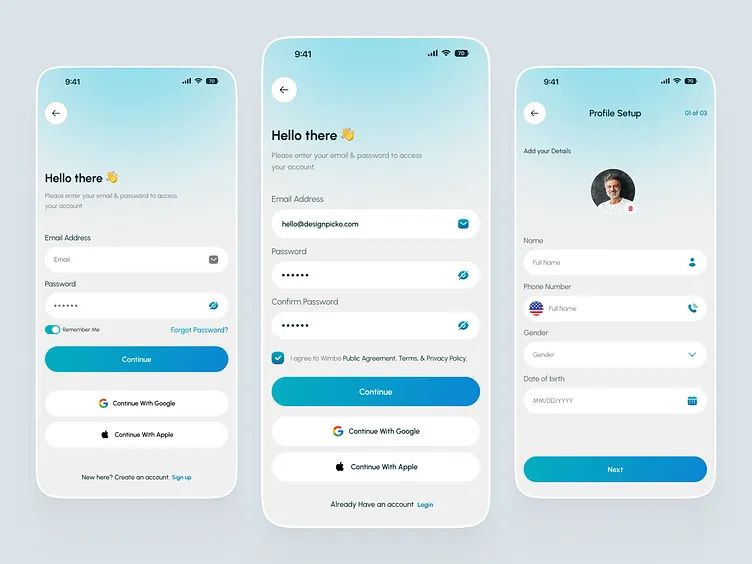 9:41
70
Hello there 👋
Please enter your email & password to access
your account
Email Address
Email
Password
••••••
Remember Me
Forgot Password?
Continue
Continue With Google
Continue With Apple
New here? Create an account. Sign up
9:41
70
Hello there 👋
Please enter your email & password to access
your account
Email Address
hello@designpicko.com
Password
••••••
Confirm Password
••••••
I agree to Wimbo Public Agreement, Terms, & Privacy Policy.
Continue
Continue With Google
Continue With Apple
Already Have an account Login
9:41
70
Profile Setup
01 of 03
Add your Details
Name
Full Name
Phone Number
Full Name
Gender
Gender
Date of birth
MM/DD/YYYY
Next